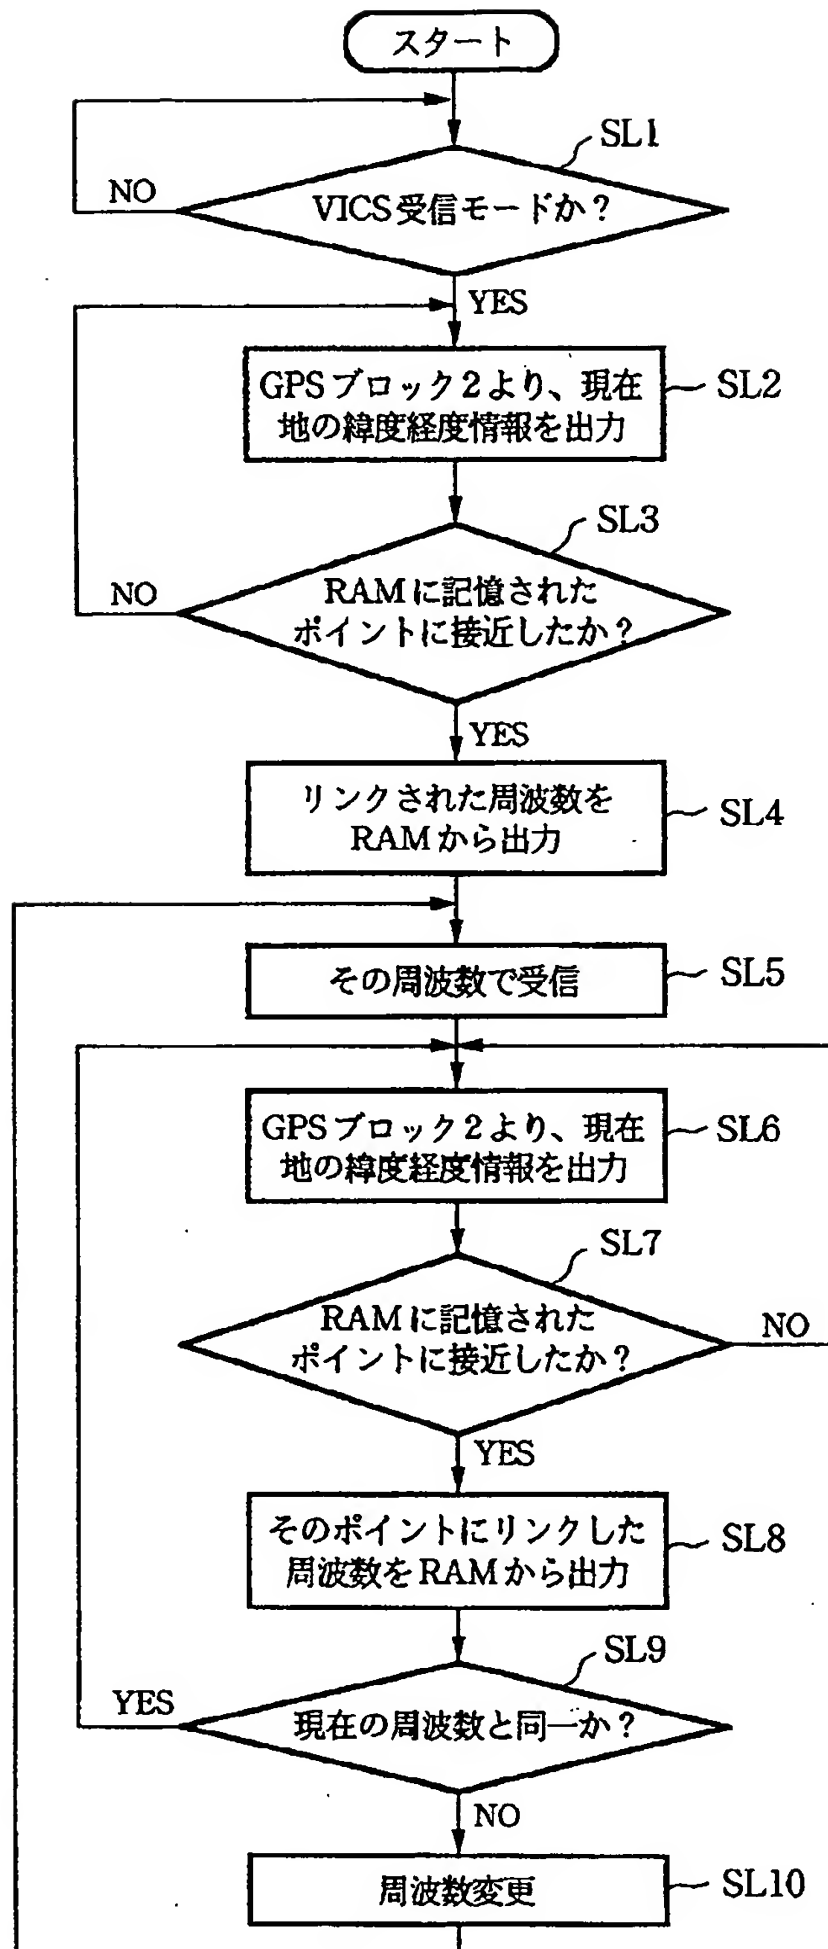 スタート
SL1
NO
VICS受信モードか？
YES
GPSブロック2より、現在
地の緯度経度情報を出力
SL2
SL3
NO
RAMに記憶された
ポイントに接近したか？
YES
リンクされた周波数を
RAMから出力
SL4
その周波数で受信
SL5
GPSブロック2より、現在
地の緯度経度情報を出力
SL6
SL7
RAMに記憶された
ポイントに接近したか？
NO
YES
そのポイントにリンクした
周波数をRAMから出力
SL8
SL9
YES
現在の周波数と同一か？
NO
周波数変更
SL10